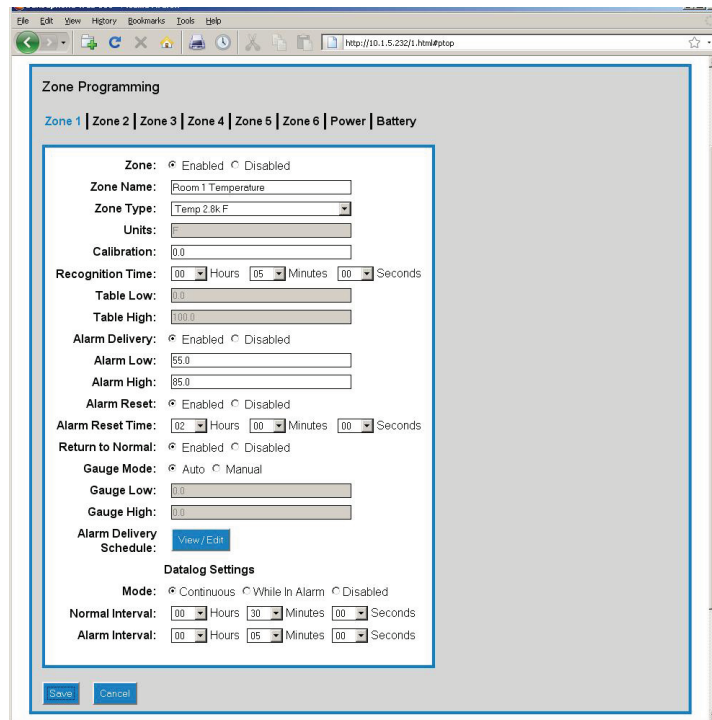 File Edit View History Bookmarks Tools Help
http://10.1.5.232/1.html#ptop
Zone Programming
Zone 1 | Zone 2 | Zone 3 | Zone 4 | Zone 5 | Zone 6 | Power | Battery
Zone: Enabled Disabled
Zone Name: Room 1 Temperature
Zone Type: Temp 2.8k F
Units: F
Calibration: 0.0
Recognition Time: 00 Hours 05 Minutes 00 Seconds
Table Low: 0.0
Table High: 100.0
Alarm Delivery: Enabled Disabled
Alarm Low: 55.0
Alarm High: 85.0
Alarm Reset: Enabled Disabled
Alarm Reset Time: 02 Hours 00 Minutes 00 Seconds
Return to Normal: Enabled Disabled
Gauge Mode: Auto Manual
Gauge Low: 0.0
Gauge High: 0.0
Alarm Delivery
Schedule: View / Edit
Datalog Settings
Mode: Continuous While In Alarm Disabled
Normal Interval: 00 Hours 30 Minutes 00 Seconds
Alarm Interval: 00 Hours 05 Minutes 00 Seconds
Save Cancel